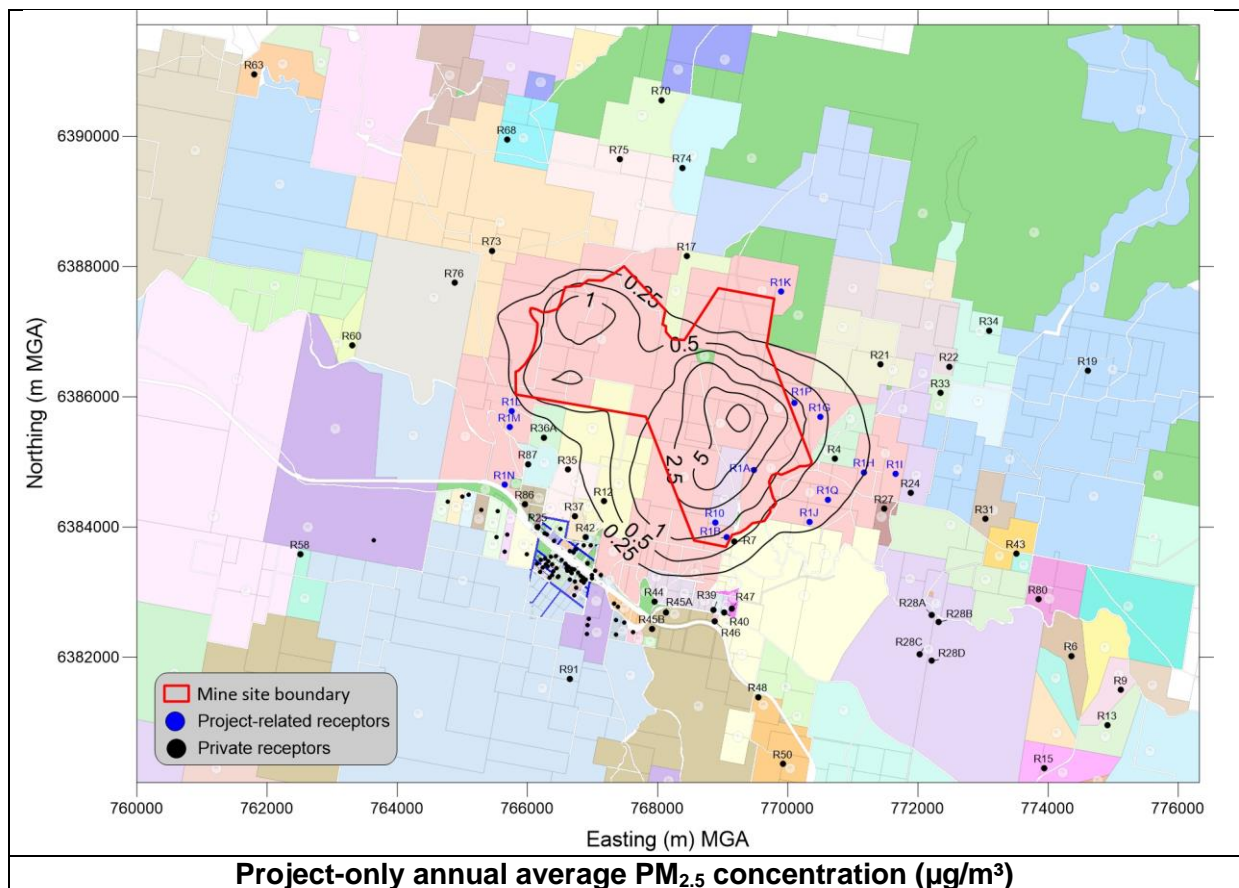 R63
R70
6390000
R68
R75
R74
R73
R17
6388000
R76
0.25
R1K
1
R34
R60
0.5
R21
R22
R19
6386000
R33
R1P
R1L
R1G
R1M
R36A
R87
R35
2.5
5
R1A
R4
R1H
R1I
R1N
R86
R12
R24
R1Q
R27
R37
R10
R1J
R31
6384000
R25
R42
0.25
0.5
1
R1B
R7
R58
R43
R44
R45A
R39
R47
R80
R28A
R28B
R45B
R40
R46
6382000
R28C
R28D
R6
R91
R9
R48
R13
R50
R15
Northing (m MGA)
Mine site boundary
Project-related receptors
Private receptors
760000 762000 764000 766000 768000 770000 772000 774000 776000
Easting (m) MGA
Project-only annual average PM2.5 concentration (µg/m³)